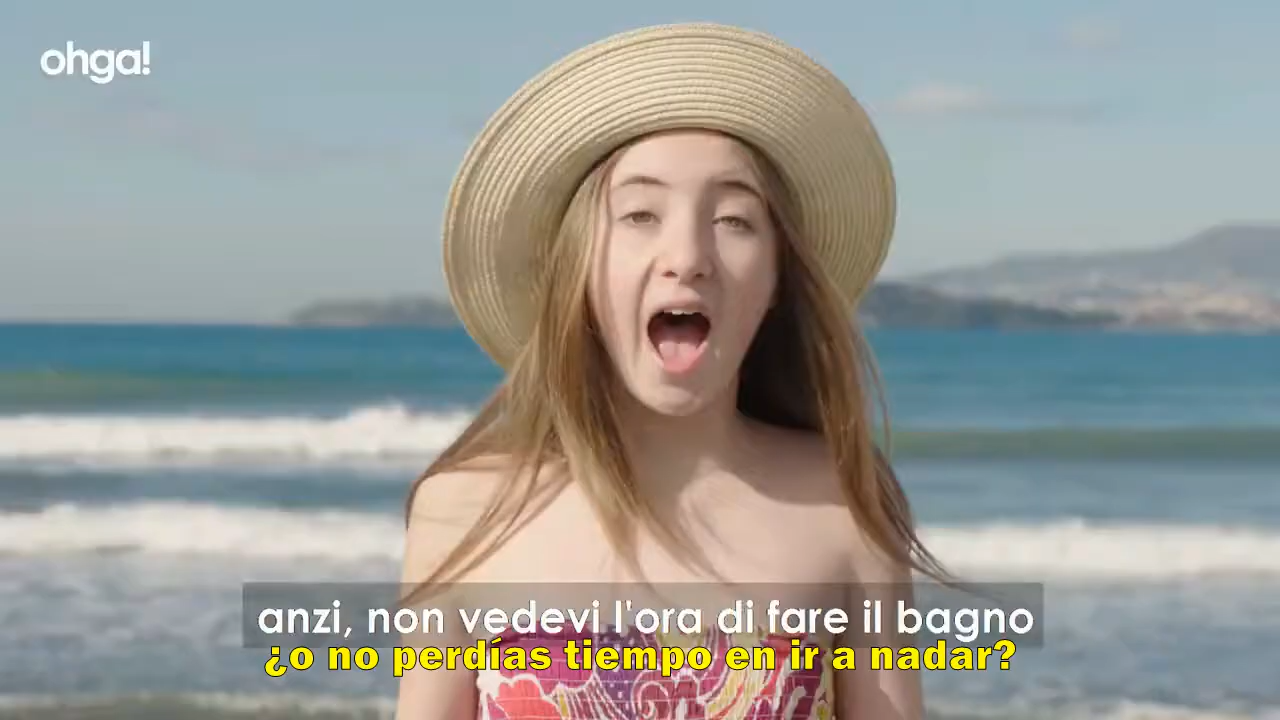 ohga!
anzi, non vedevi l'ora di fare il bagno
¿o no perdías tiempo en ir a nadar?